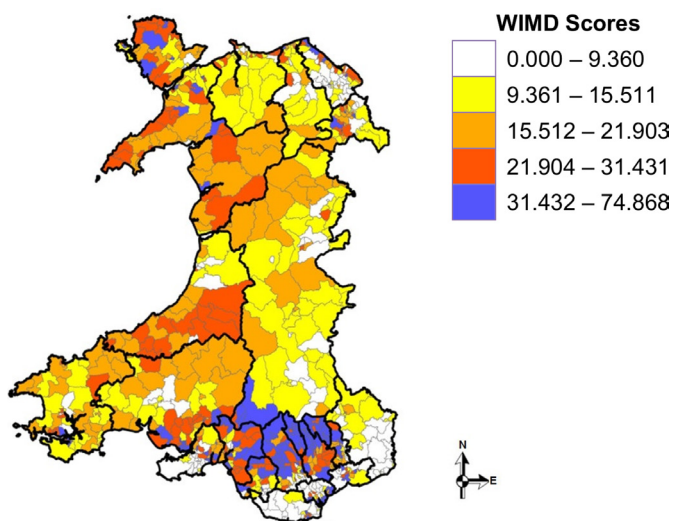 WIMD Scores
0.000 – 9.360
9.361 – 15.511
15.512 – 21.903
21.904 – 31.431
31.432 – 74.868
N
E